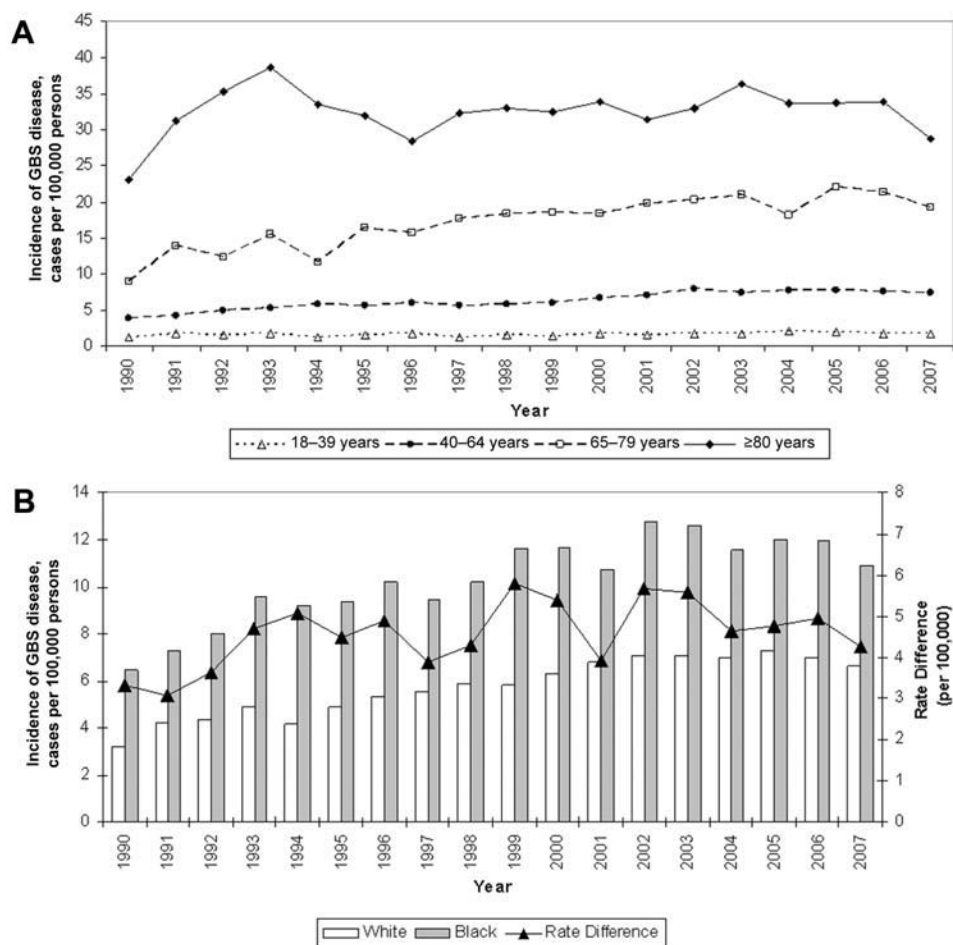 A
Incidence of GBS disease,
cases per 100,000 persons
45
40
35
30
25
20
15
10
5
0
1990 1991 1992 1993 1994 1995 1996 1997 1998 1999 2000 2001 2002 2003 2004 2005 2006 2007
Year
18–39 years 40–64 years 65–79 years ≥80 years
B
Incidence of GBS disease,
cases per 100,000 persons
14
12
10
8
6
4
2
0
8
7
6
5
4
3
2
1
0
Rate Difference
(per 100,000)
1990 1991 1992 1993 1994 1995 1996 1997 1998 1999 2000 2001 2002 2003 2004 2005 2006 2007
Year
White Black Rate Difference